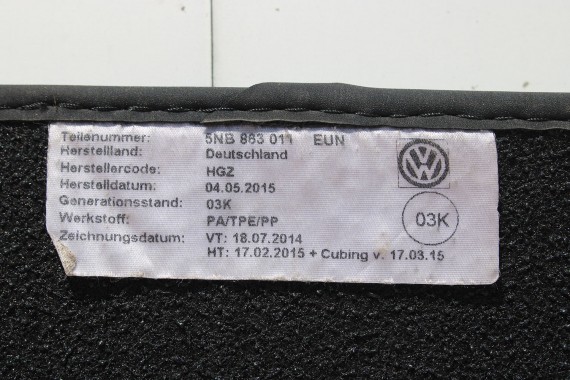 Teilenummer: 5NB 863 011 EUN
Herstelland: Deutschland
Herstellercode: HGZ
Herstelldatum: 04.05.2015
Generationsstand: 03K
Werkstoff: PA/TPE/PP
Zeichnungsdatum: VT: 18.07.2014
HT: 17.02.2015 + Cubing v. 17.03.15
VW
03K